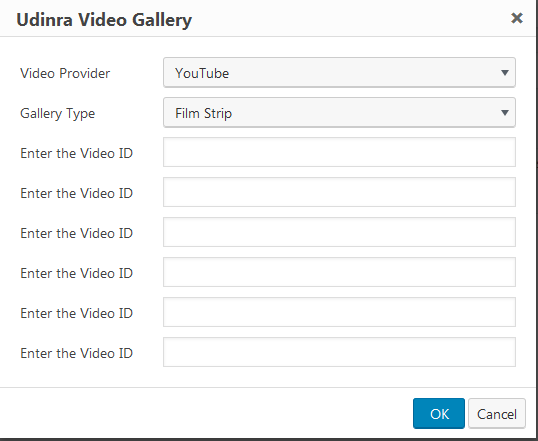 Udinra Video Gallery
Video Provider YouTube
Gallery Type Film Strip
Enter the Video ID
Enter the Video ID
Enter the Video ID
Enter the Video ID
Enter the Video ID
Enter the Video ID
OK Cancel